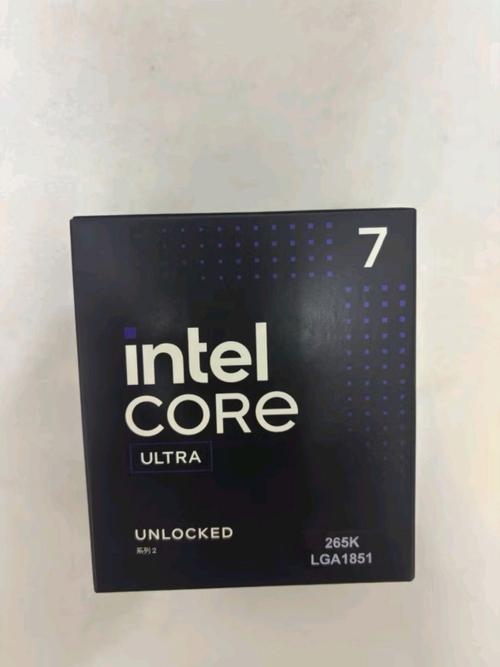 7
intel
CORE
ULTRA
UNLOCKED
系列 2
265K
LGA1851